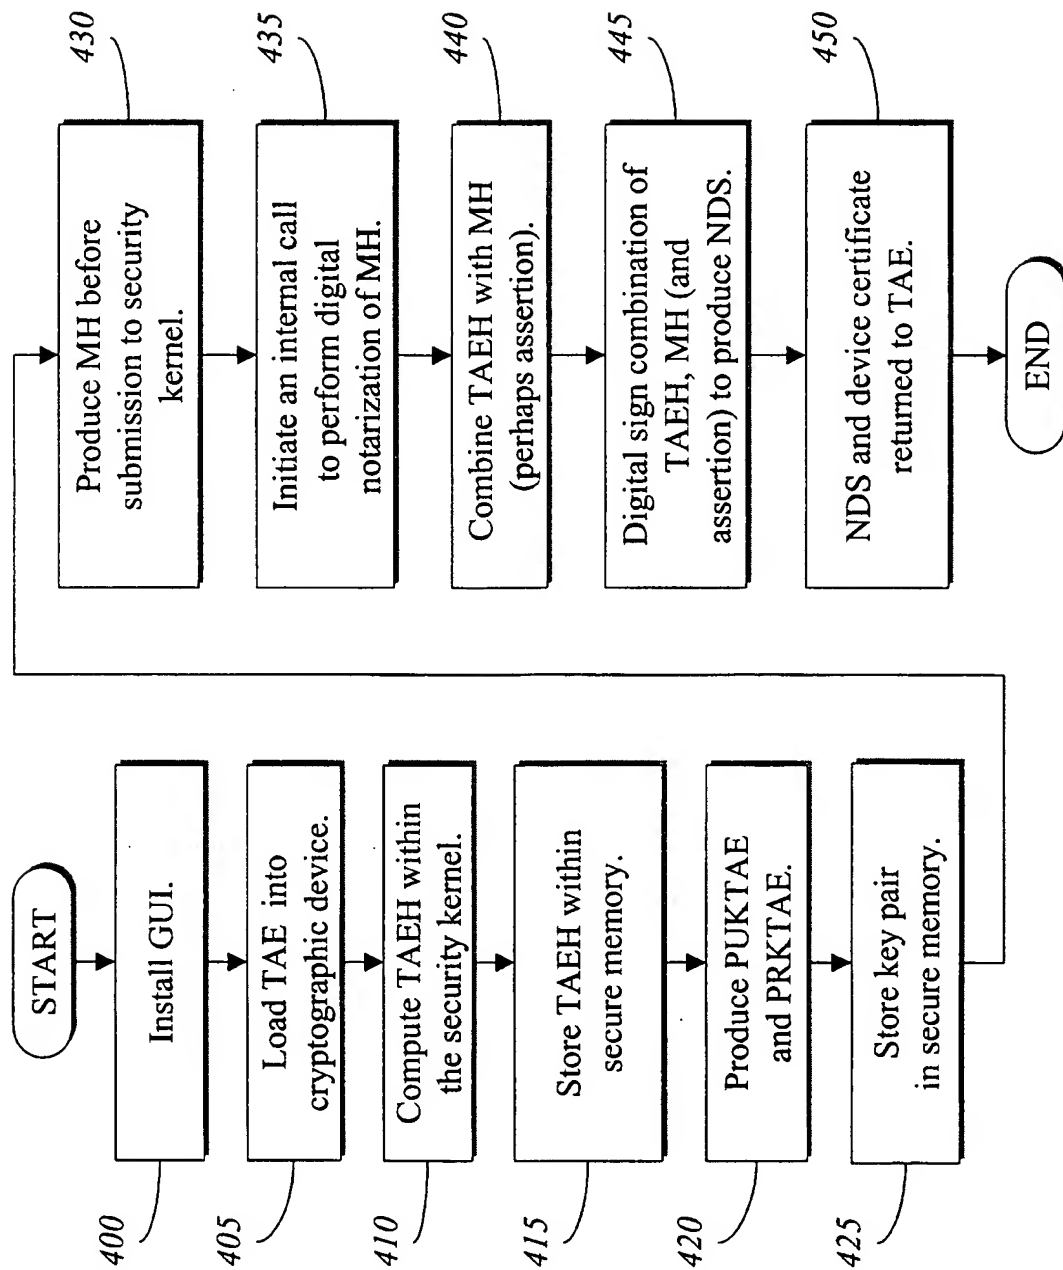 START
400
Install GUI.
405
Load TAE into
cryptographic device.
410
Compute TAEH within
the security kernel.
415
Store TAEH within
secure memory.
420
Produce PUKTAE
and PRKTAE.
425
Store key pair
in secure memory.
430
Produce MH before
submission to security
kernel.
435
Initiate an internal call
to perform digital
notarization of MH.
440
Combine TAEH with MH
(perhaps assertion).
445
Digital sign combination of
TAEH, MH (and
assertion) to produce NDS.
450
NDS and device certificate
returned to TAE.
END